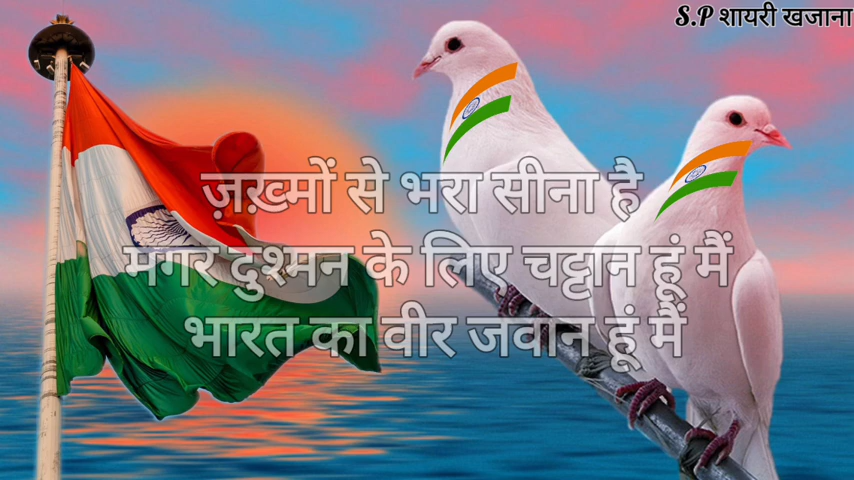 S.P शायरी खजाना
ज़ख़्मों से भरा सीना है
मगर दुश्मन के लिए चट्टान हूं मैं
भारत का वीर जवान हूं मैं